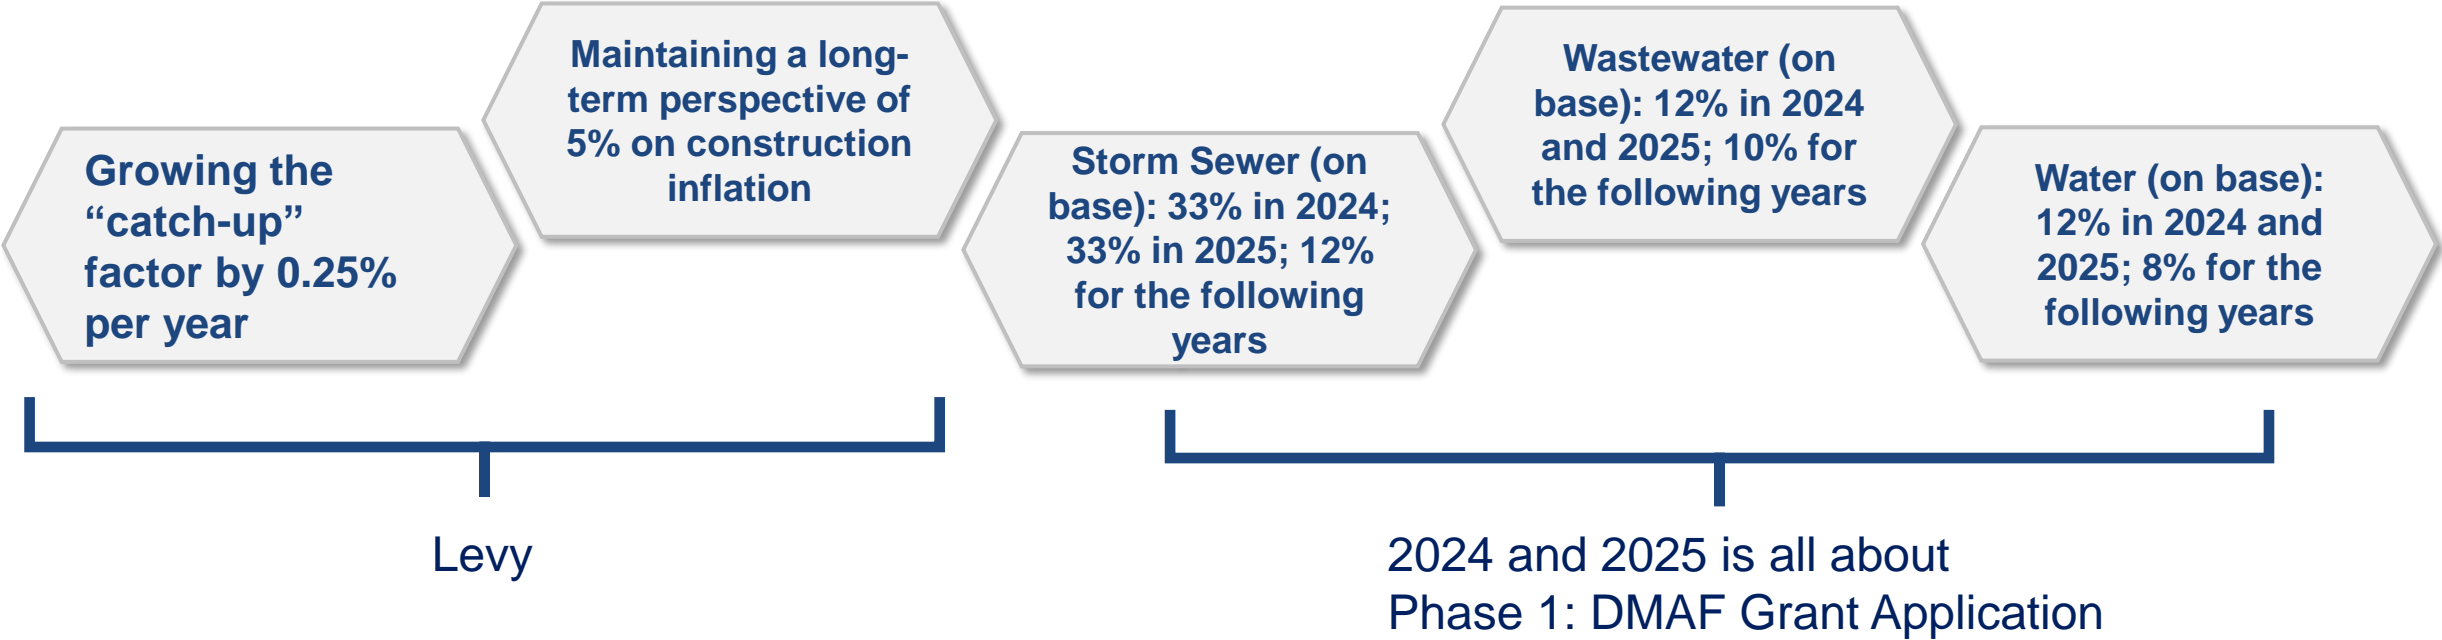 Growing the
“catch-up”
factor by 0.25%
per year
Maintaining a long-
term perspective of
5% on construction
inflation
Storm Sewer (on
base): 33% in 2024;
33% in 2025; 12%
for the following
years
Wastewater (on
base): 12% in 2024
and 2025; 10% for
the following years
Water (on base):
12% in 2024 and
2025; 8% for the
following years
Levy
2024 and 2025 is all about
Phase 1: DMAF Grant Application